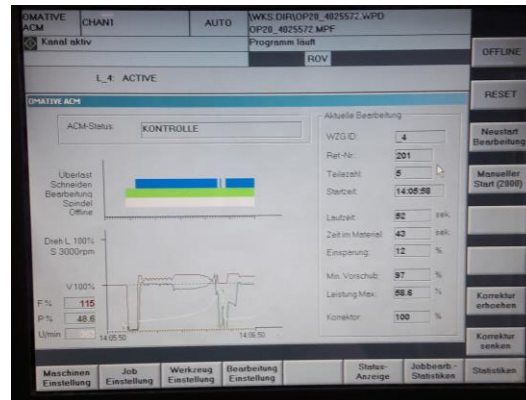 OMATIVE ACM
CHAN1
AUTO
\WKS.DIR\OP20_4025572.WPD
OP20_4025572.MPF
Kanal aktiv
Programm läuft
ROV
L_4: ACTIVE
OMATIVE ACM
ACM-Status:
KONTROLLE
Überlast
Schneiden
Bearbeitung
Spindel
Offline
Dreh L 100%
S 3000rpm
V 100%
F%
115
P%
48.6
U/min
14:05:50
14:06:50
Aktuelle Bearbeitung
WZG ID:
_4
Ref-Nr.:
201
Teilezahl:
5
Startzeit:
14:05:58
Laufzeit:
52
sek.
Zeit im Material:
43
sek.
Einsparung:
12
%
Min. Vorschub:
97
%
Leistung Max.:
58.6
%
Korrektor:
100
%
OFFLINE
RESET
Neustart
Bearbeitung
Manueller
Start (2000)
Korrektur
erhoehen
Korrektur
senken
Maschinen
Einstellung
Job
Einstellung
Werkzeug
Einstellung
Bearbeitung
Einstellung
Status-
Anzeige
Jobbearb.-
Statistiken
Statistiken